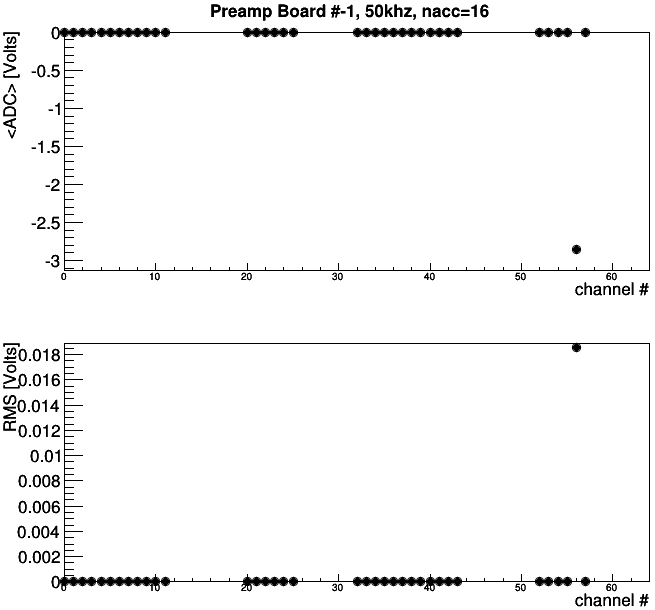 Preamp Board #-1, 50khz, nacc=16
<ADC> [Volts]
0
-0.5
-1
-1.5
-2
-2.5
-3
0 10 20 30 40 50 60
channel #
RMS [Volts]
0.018
0.016
0.014
0.012
0.01
0.008
0.006
0.004
0.002
0
0 10 20 30 40 50 60
channel #